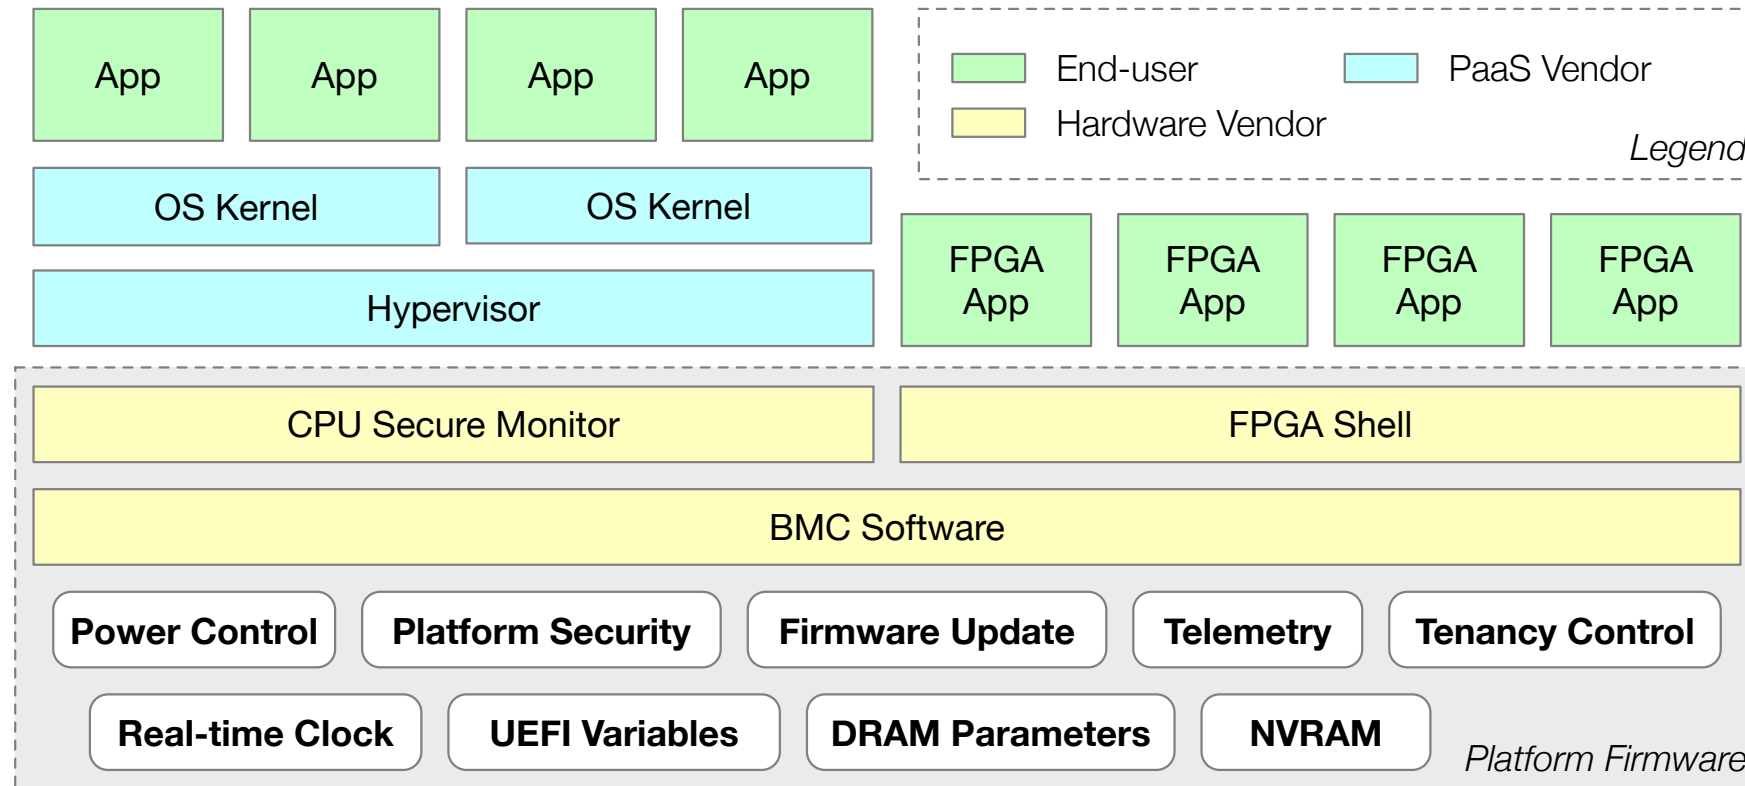 App
App
App
App
End-user
PaaS Vendor
Hardware Vendor
Legend
OS Kernel
OS Kernel
Hypervisor
FPGA
App
FPGA
App
FPGA
App
FPGA
App
CPU Secure Monitor
FPGA Shell
BMC Software
Power Control
Platform Security
Firmware Update
Telemetry
Tenancy Control
Real-time Clock
UEFI Variables
DRAM Parameters
NVRAM
Platform Firmware